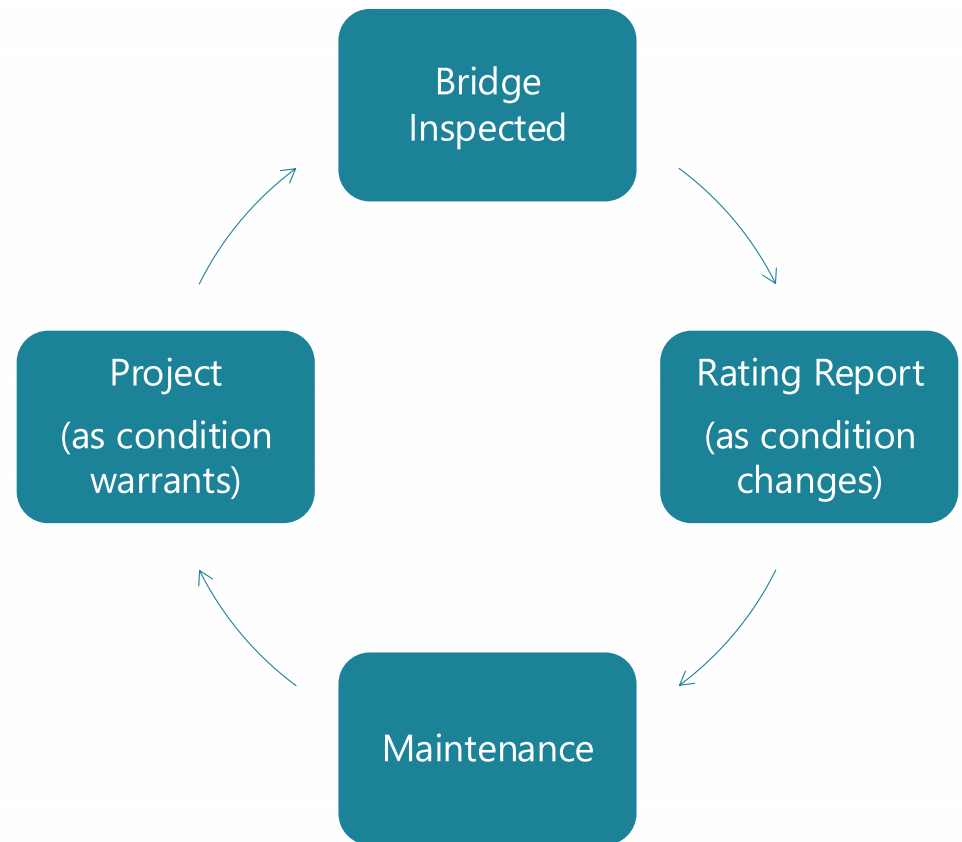 Bridge
Inspected
Project
(as condition
warrants)
Rating Report
(as condition
changes)
Maintenance